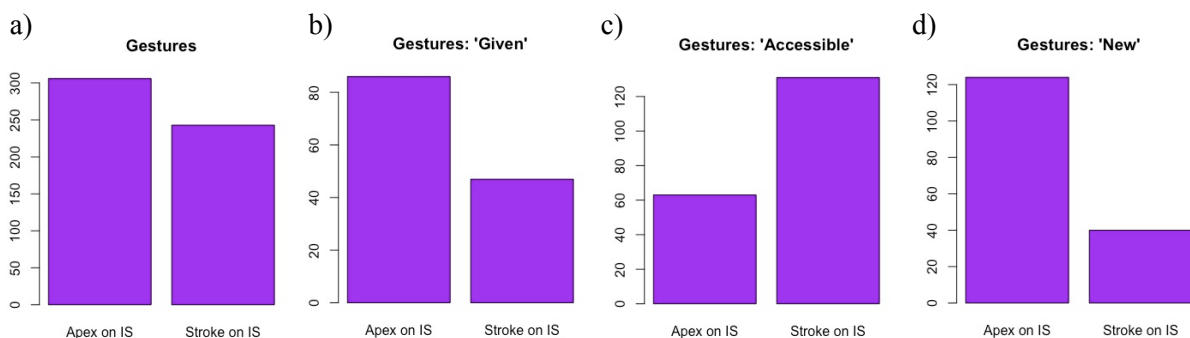 a)
Gestures
300
250
200
150
100
50
0
Apex on IS Stroke on IS
b)
Gestures: 'Given'
80
60
40
20
0
Apex on IS Stroke on IS
c)
Gestures: 'Accessible'
120
100
80
60
40
20
0
Apex on IS Stroke on IS
d)
Gestures: 'New'
120
100
80
60
40
20
0
Apex on IS Stroke on IS